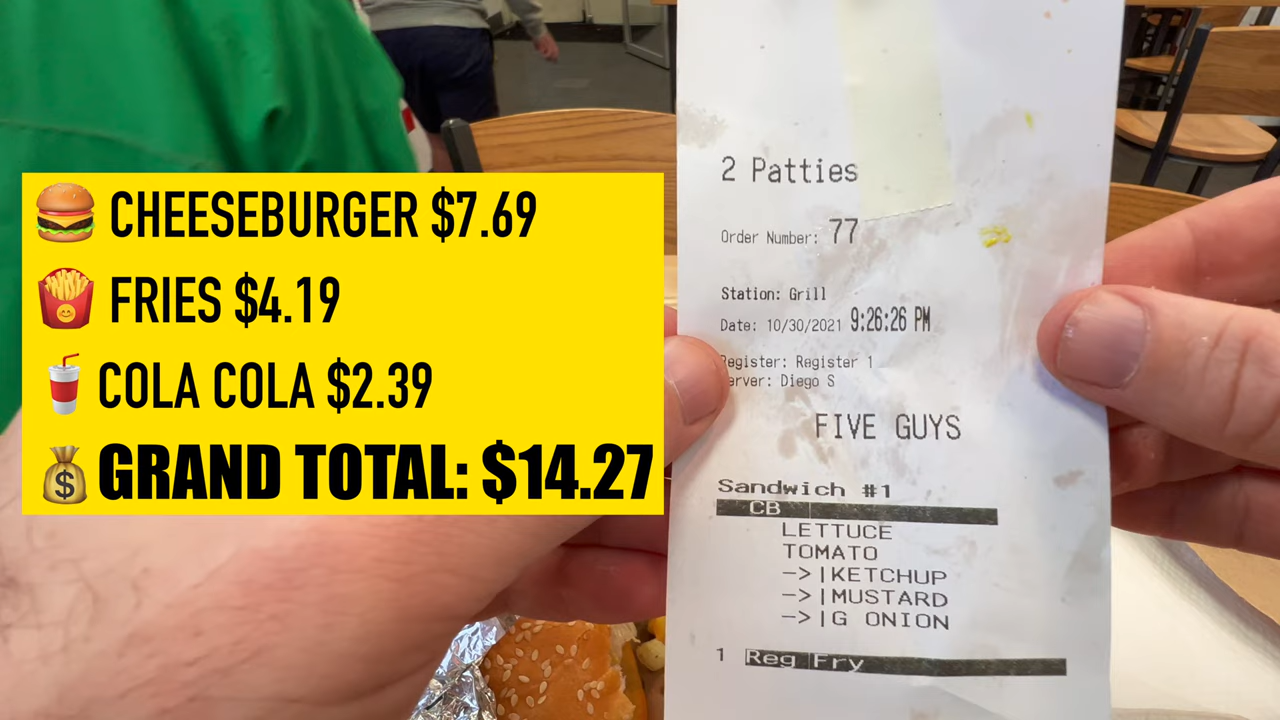 CHEESEBURGER $7.69
FRIES $4.19
COLA COLA $2.39
$ GRAND TOTAL: $14.27
2 Patties
Order Number: 77
Station: Grill
Date: 10/30/2021 9:26:26 PM
Register: Register 1
erver: Diego S
FIVE GUYS
Sandwich #1
CB
LETTUCE
TOMATO
->|KETCHUP
->|MUSTARD
->|G ONION
1 Reg Fry